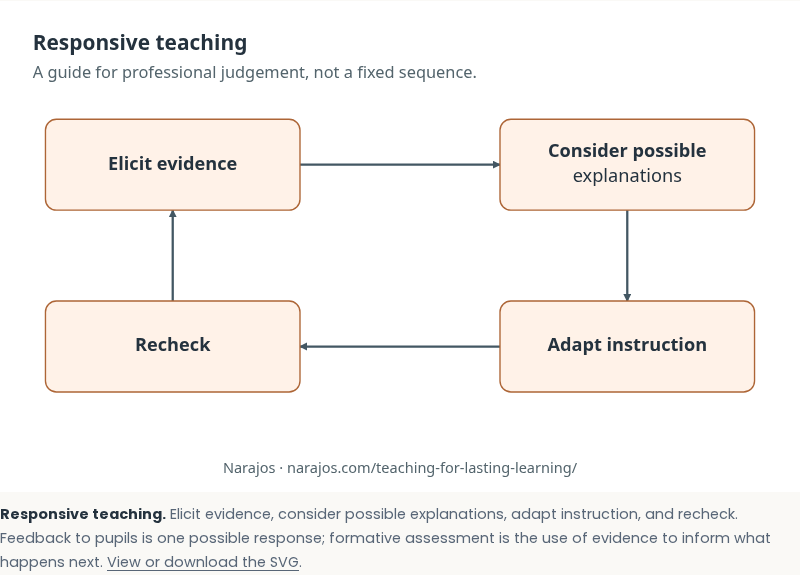 Responsive teaching
A guide for professional judgement, not a fixed sequence.
Elicit evidence
Consider possible
explanations
Recheck
Adapt instruction
Narajos · narajos.com/teaching-for-lasting-learning/
Responsive teaching. Elicit evidence, consider possible explanations, adapt instruction, and recheck.
Feedback to pupils is one possible response; formative assessment is the use of evidence to inform what
happens next. View or download the SVG.